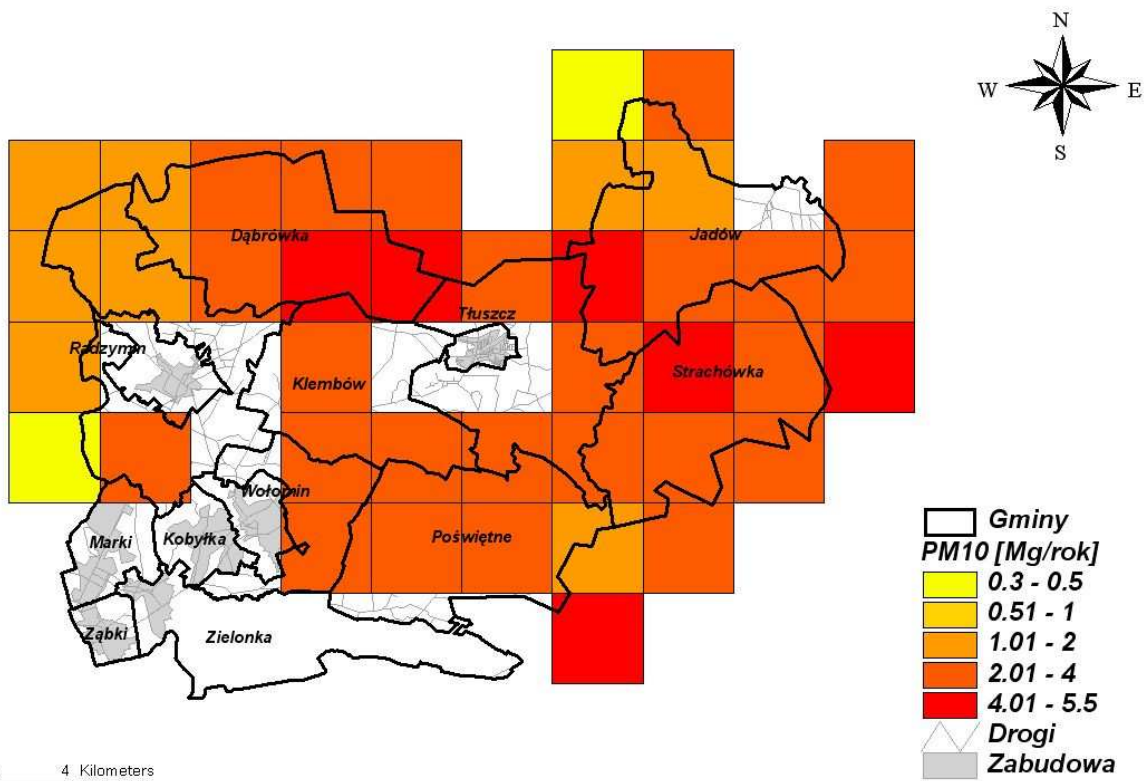 N
W E
S
Dąbrówka
Jadów
Tłuszcz
Radzymin
Klembów
Strachówka
Wołomin
Marki
Kobyłka
Poświętne
Ząbki
Zielonka
Gminy
PM10 [Mg/rok]
0.3 - 0.5
0.51 - 1
1.01 - 2
2.01 - 4
4.01 - 5.5
Drogi
Zabudowa
4 Kilometers